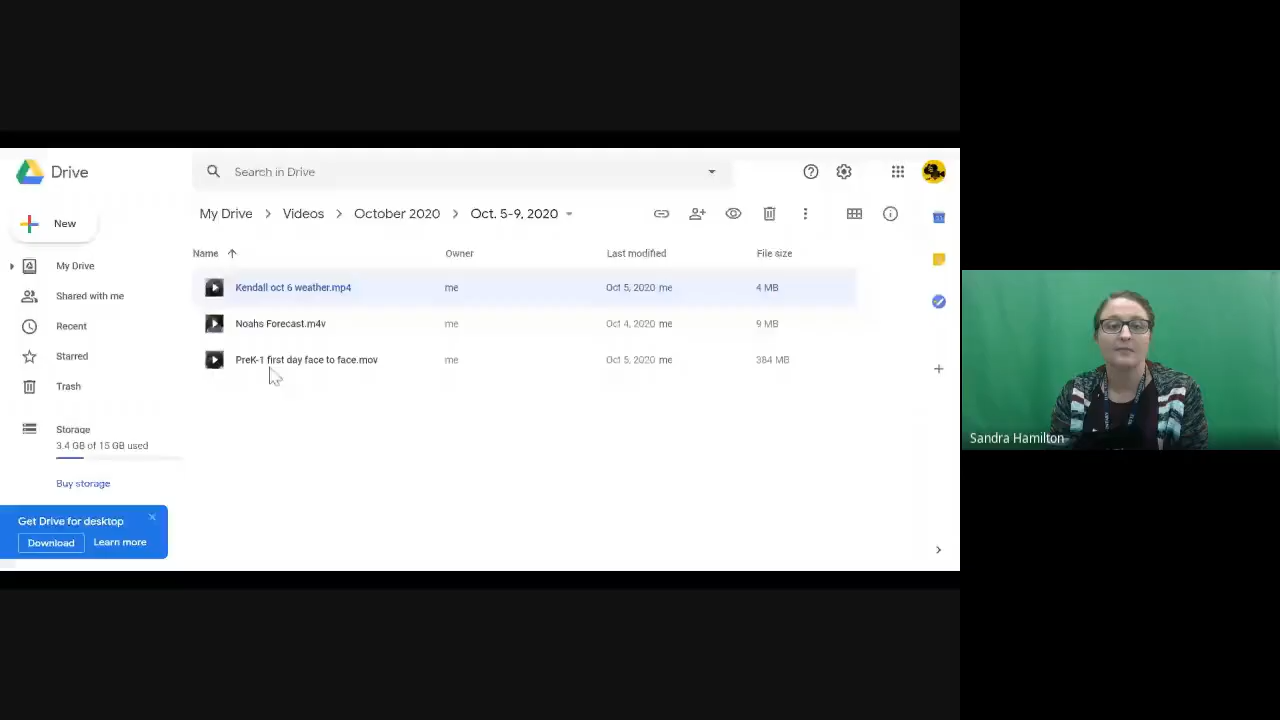 Drive
Search in Drive
New
My Drive > Videos > October 2020 > Oct. 5-9, 2020
Name Owner Last modified File size
Kendall oct 6 weather.mp4 me Oct 5, 2020 me 4 MB
Noahs Forecast.m4v me Oct 4, 2020 me 9 MB
PreK-1 first day face to face.mov me Oct 5, 2020 me 384 MB
My Drive
Shared with me
Recent
Starred
Trash
Storage
3.4 GB of 15 GB used
Buy storage
Get Drive for desktop
Download Learn more
Sandra Hamilton